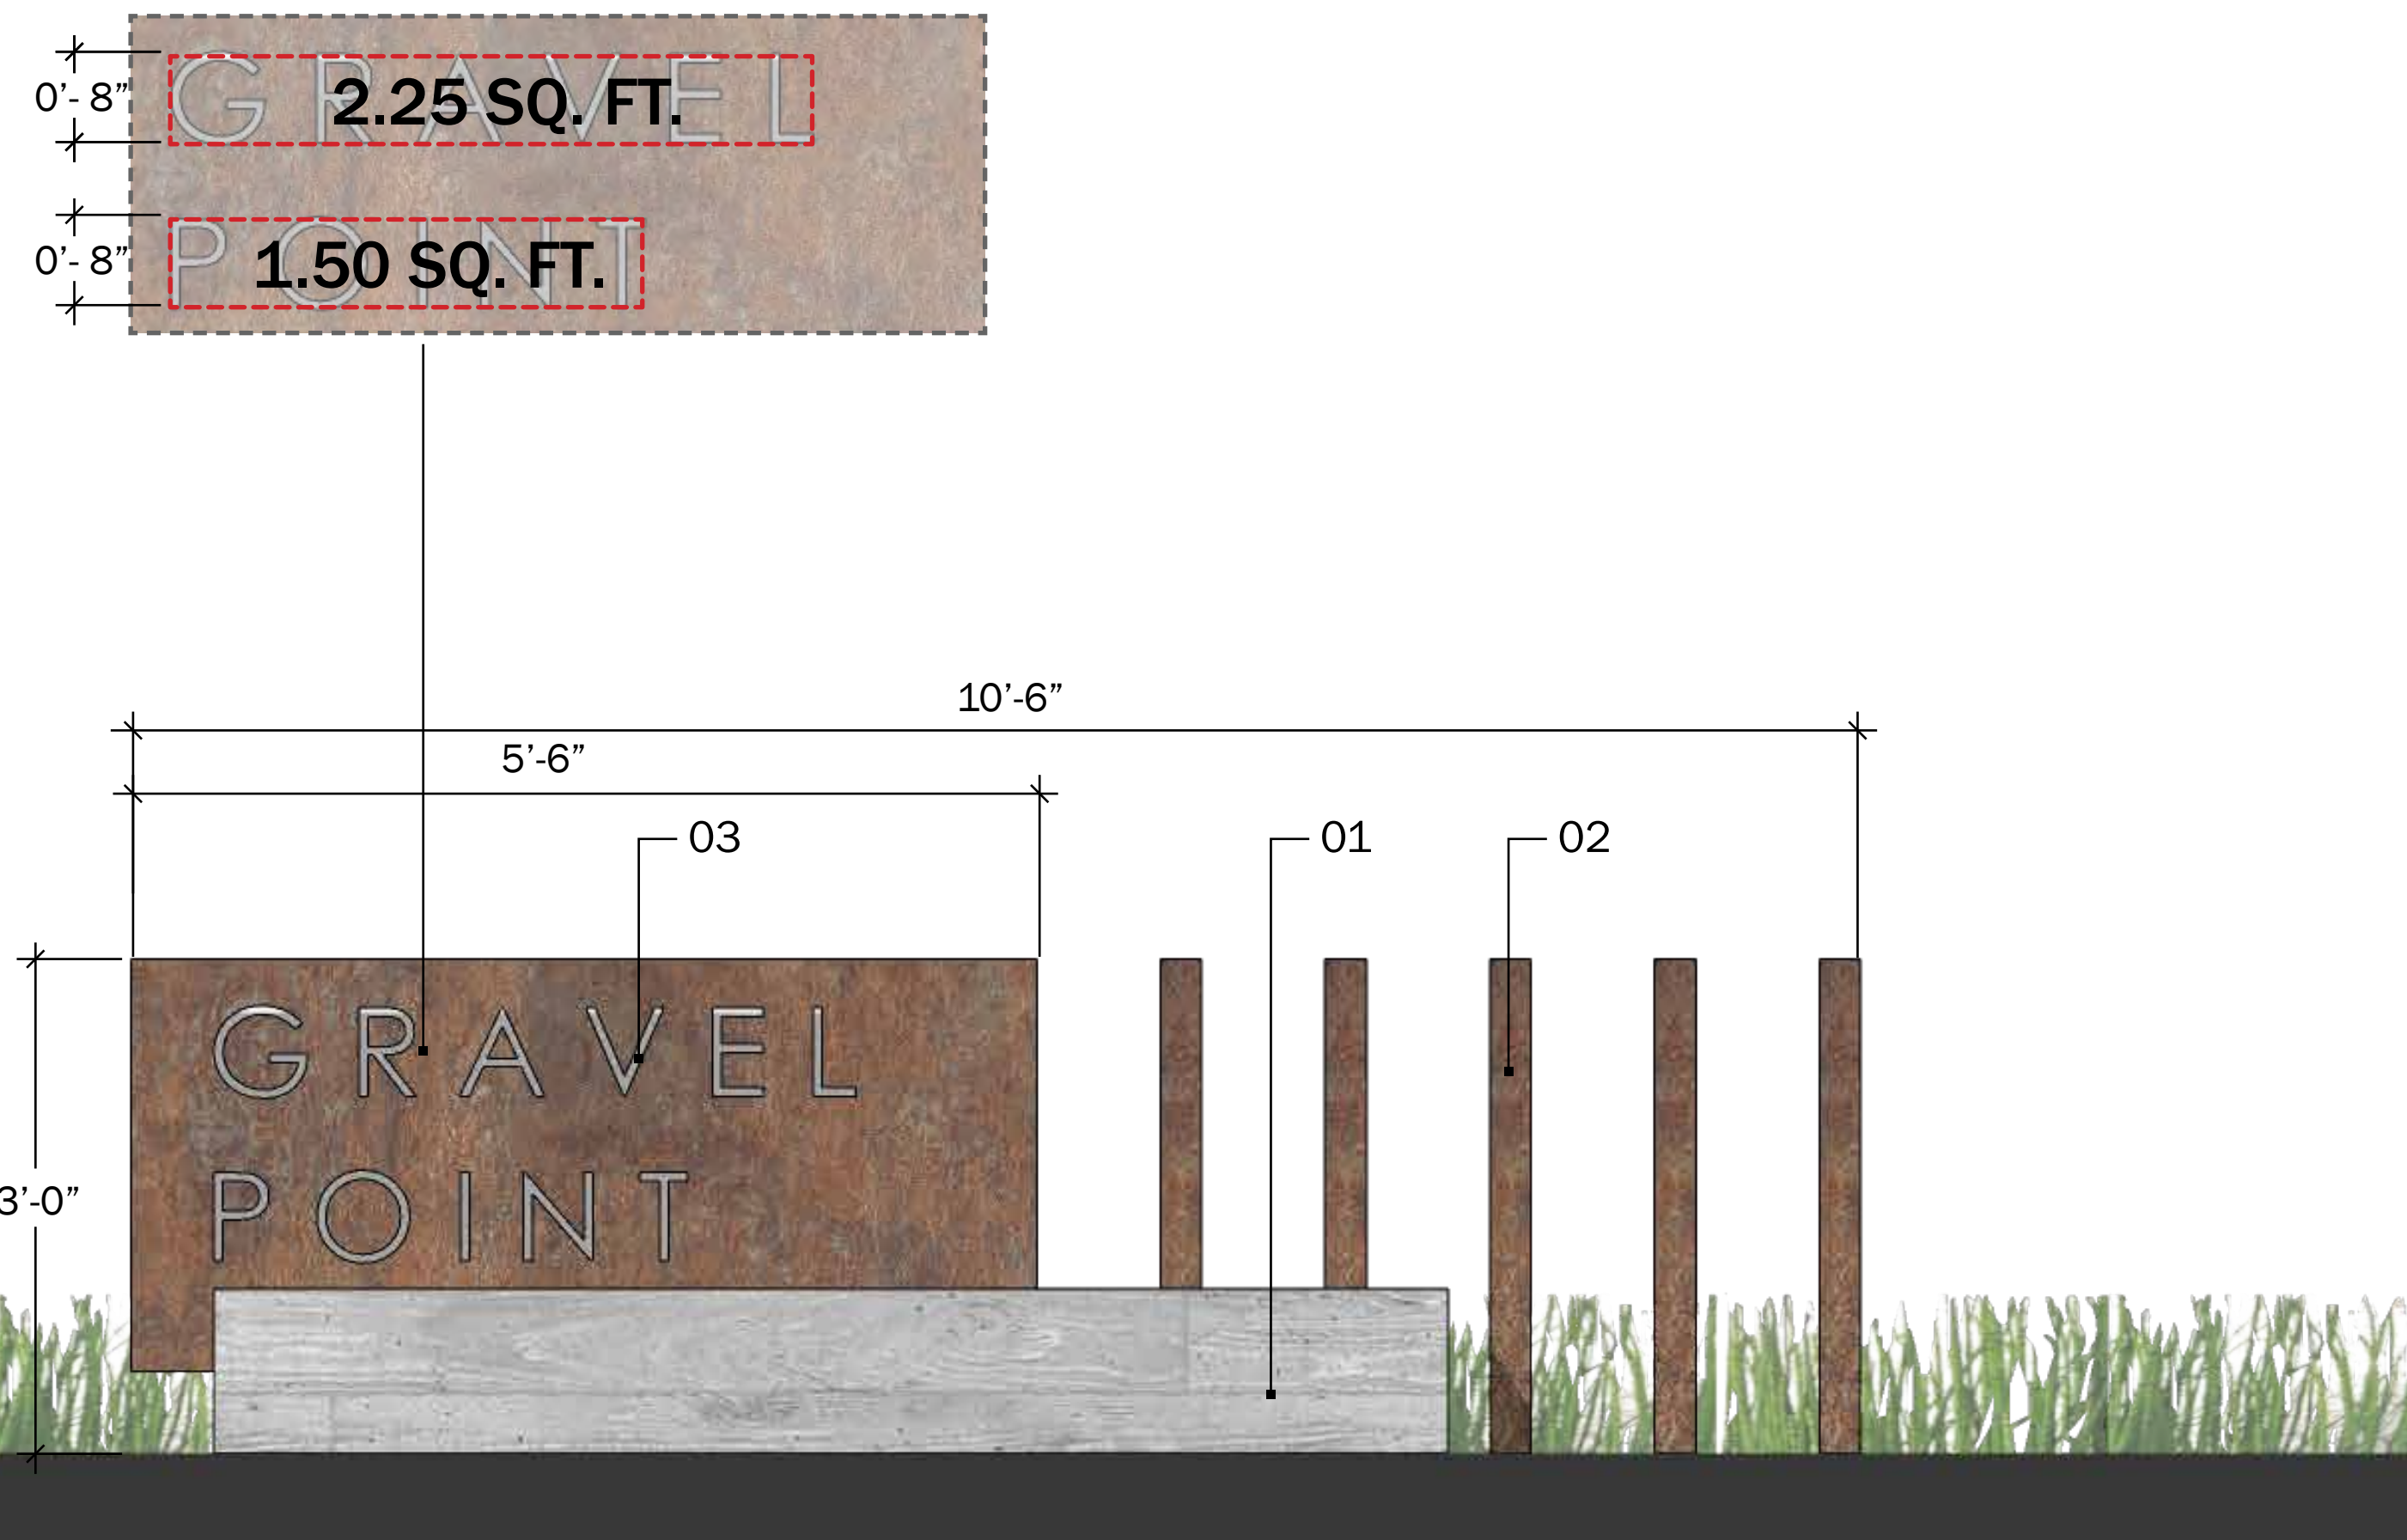 GRAVEL
0’- 8”
2.25 SQ. FT.
POINT
0’- 8”
1.50 SQ. FT.
10’-6”
5’-6”
03
01
02
GRAVEL
POINT
3’-0”